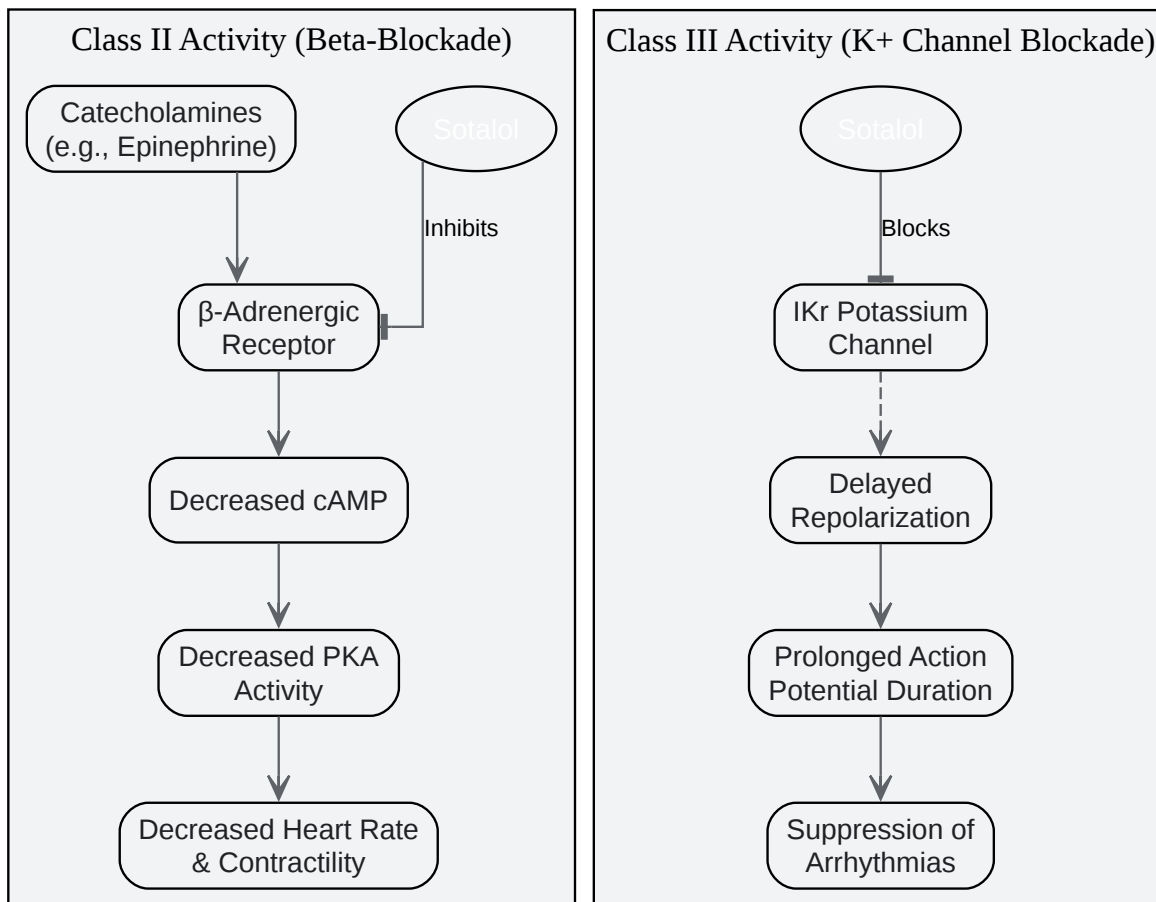 Class II Activity (Beta-Blockade)
Catecholamines
(e.g., Epinephrine)
Sotalol
Inhibits
β-Adrenergic
Receptor
Decreased cAMP
Decreased PKA
Activity
Decreased Heart Rate
& Contractility
Class III Activity (K+ Channel Blockade)
Sotalol
Blocks
IKr Potassium
Channel
Delayed
Repolarization
Prolonged Action
Potential Duration
Suppression of
Arrhythmias